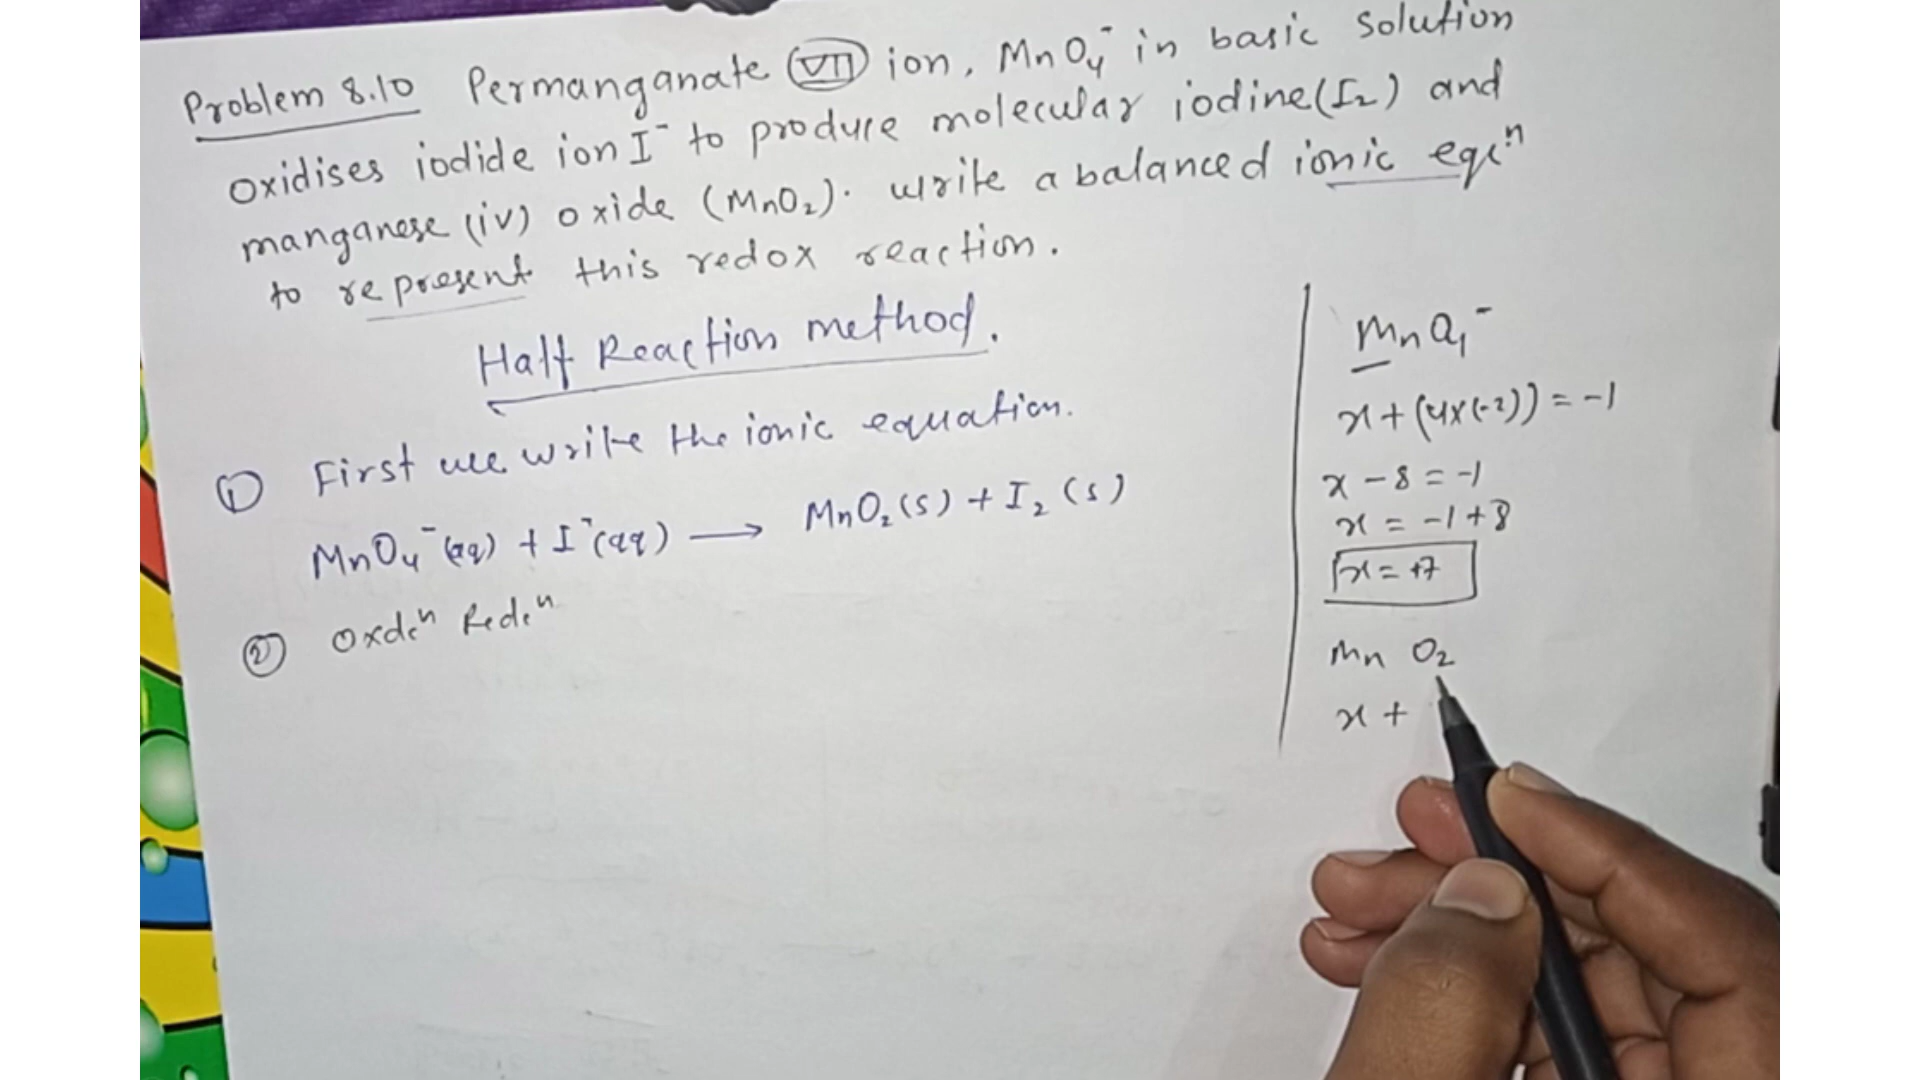 Problem 8.10 Permanganate (VII) ion, MnO₄⁻ in basic solution
oxidises iodide ion I⁻ to produce molecular iodine (I₂) and
manganese (iv) oxide (MnO₂). write a balanced ionic eqⁿ
to represent this redox reaction.
Half Reaction method.
① First we write the ionic equation.
MnO₄⁻(aq) + I⁻(aq) ⟶ MnO₂(s) + I₂(s)
② Oxdⁿ Redⁿ
MnO₄⁻
x + (4x(-2)) = -1
x - 8 = -1
x = -1 + 8
x = +7
Mn O₂
x +